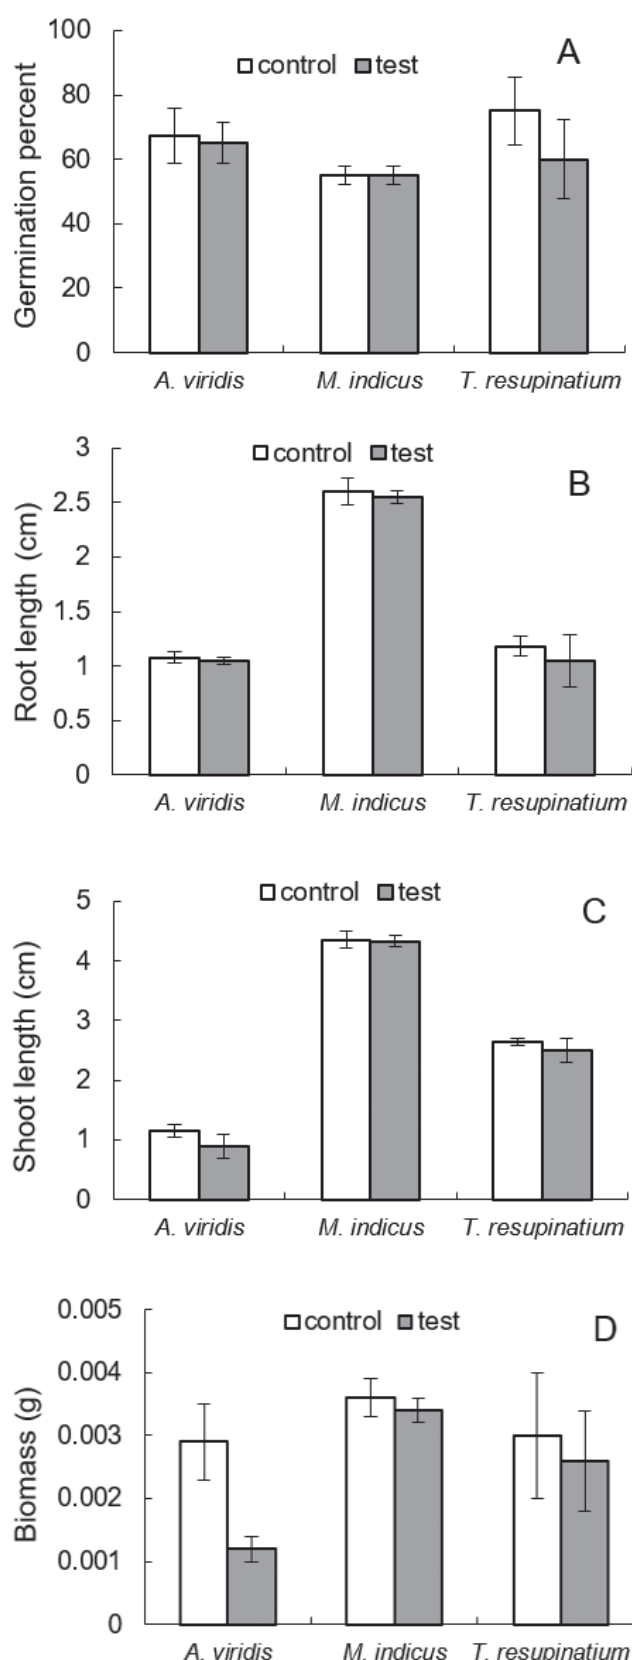 100
control test A
80
60
40
20
0
Germination percent
A. viridis M. indicus T. resupinatium
3
control test
B
2.5
2
1.5
1
0.5
0
Root length (cm)
A. viridis M. indicus T. resupinatium
control test
5
C
4
3
2
1
0
Shoot length (cm)
A. viridis M. indicus T. resupinatium
0.005
control test D
0.004
0.003
0.002
0.001
0
Biomass (g)
A. viridis M. indicus T. resupinatium